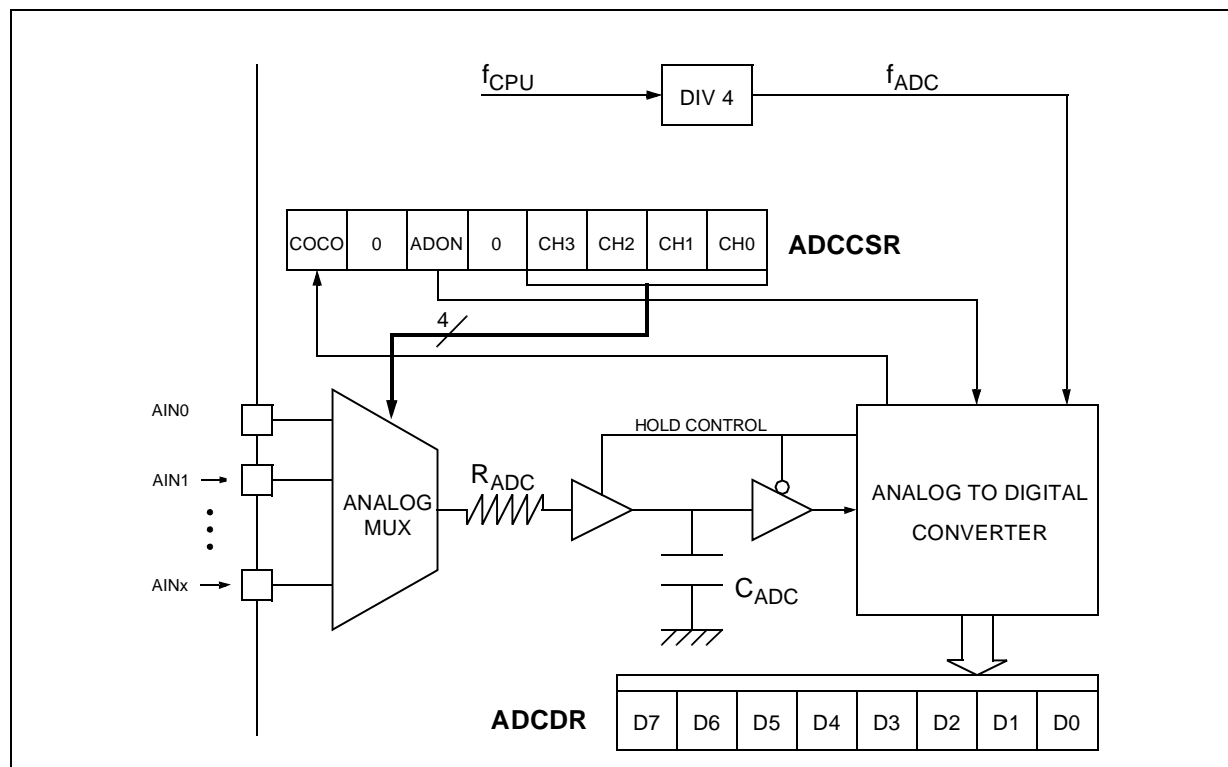 fCPU DIV 4 fADC
COCO 0 ADON 0 CH3 CH2 CH1 CH0 ADCCSR
4
AIN0
HOLD CONTROL
AIN1
RADC
ANALOG MUX
ANALOG TO DIGITAL CONVERTER
AINx
CADC
ADCDR D7 D6 D5 D4 D3 D2 D1 D0